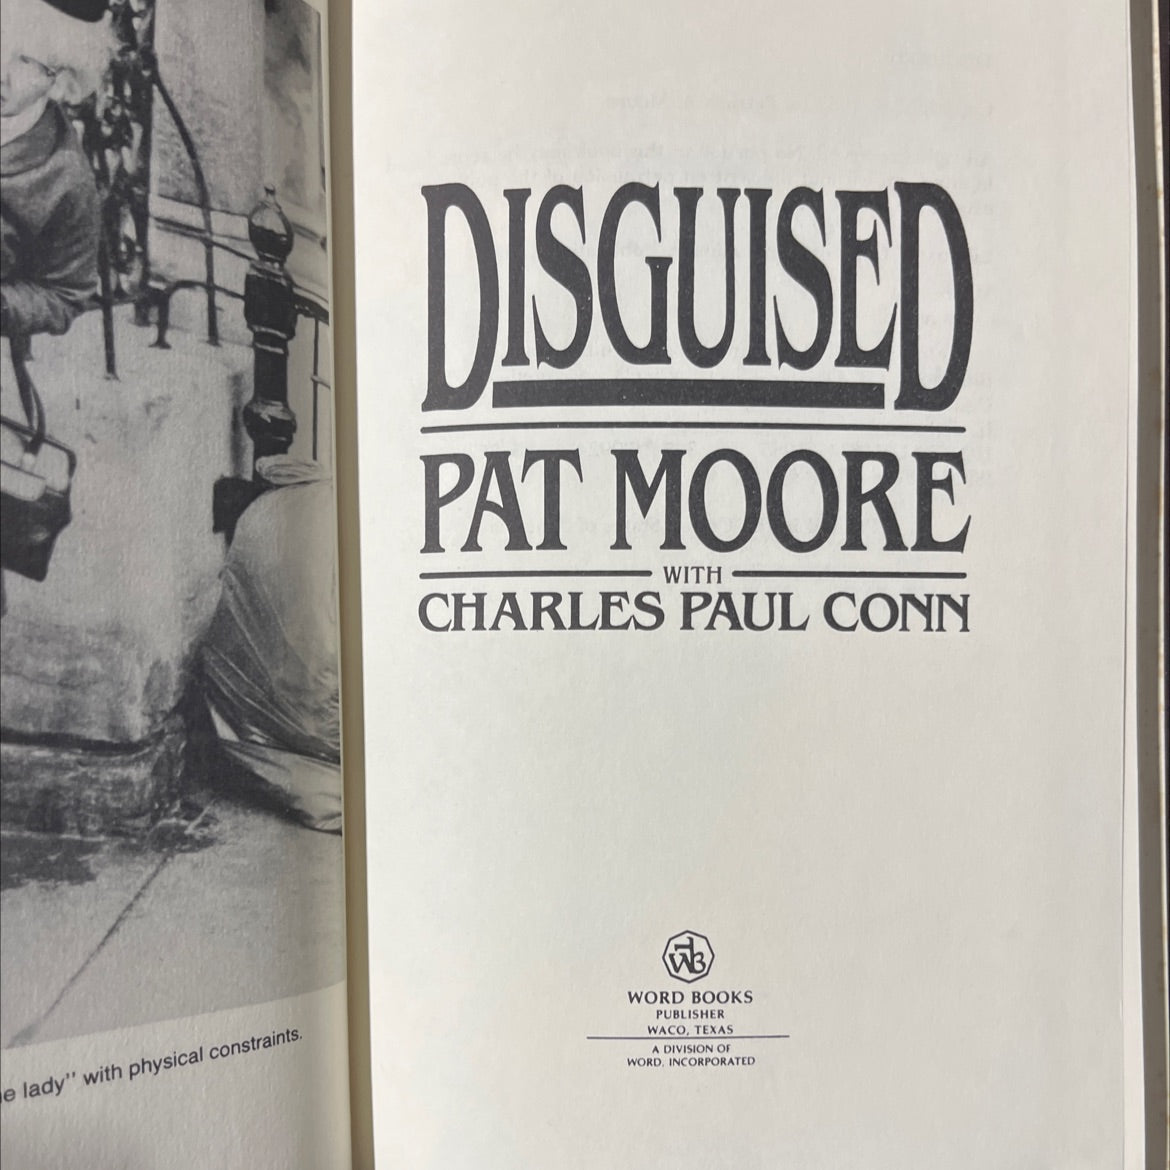 lady" with physical constraints.
DISGUISED
PAT MOORE
WITH
CHARLES PAUL CONN
WB
WORD BOOKS
PUBLISHER
WACO, TEXAS
A DIVISION OF
WORD, INCORPORATED